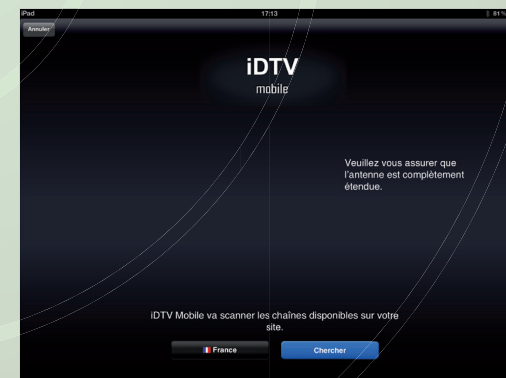 iPad 17:13 81 %
Annuler
iDTV
mobile
Veuillez vous assurer que
l'antenne est complètement
étendue.
iDTV Mobile va scanner les chaînes disponibles sur votre
site.
France Chercher